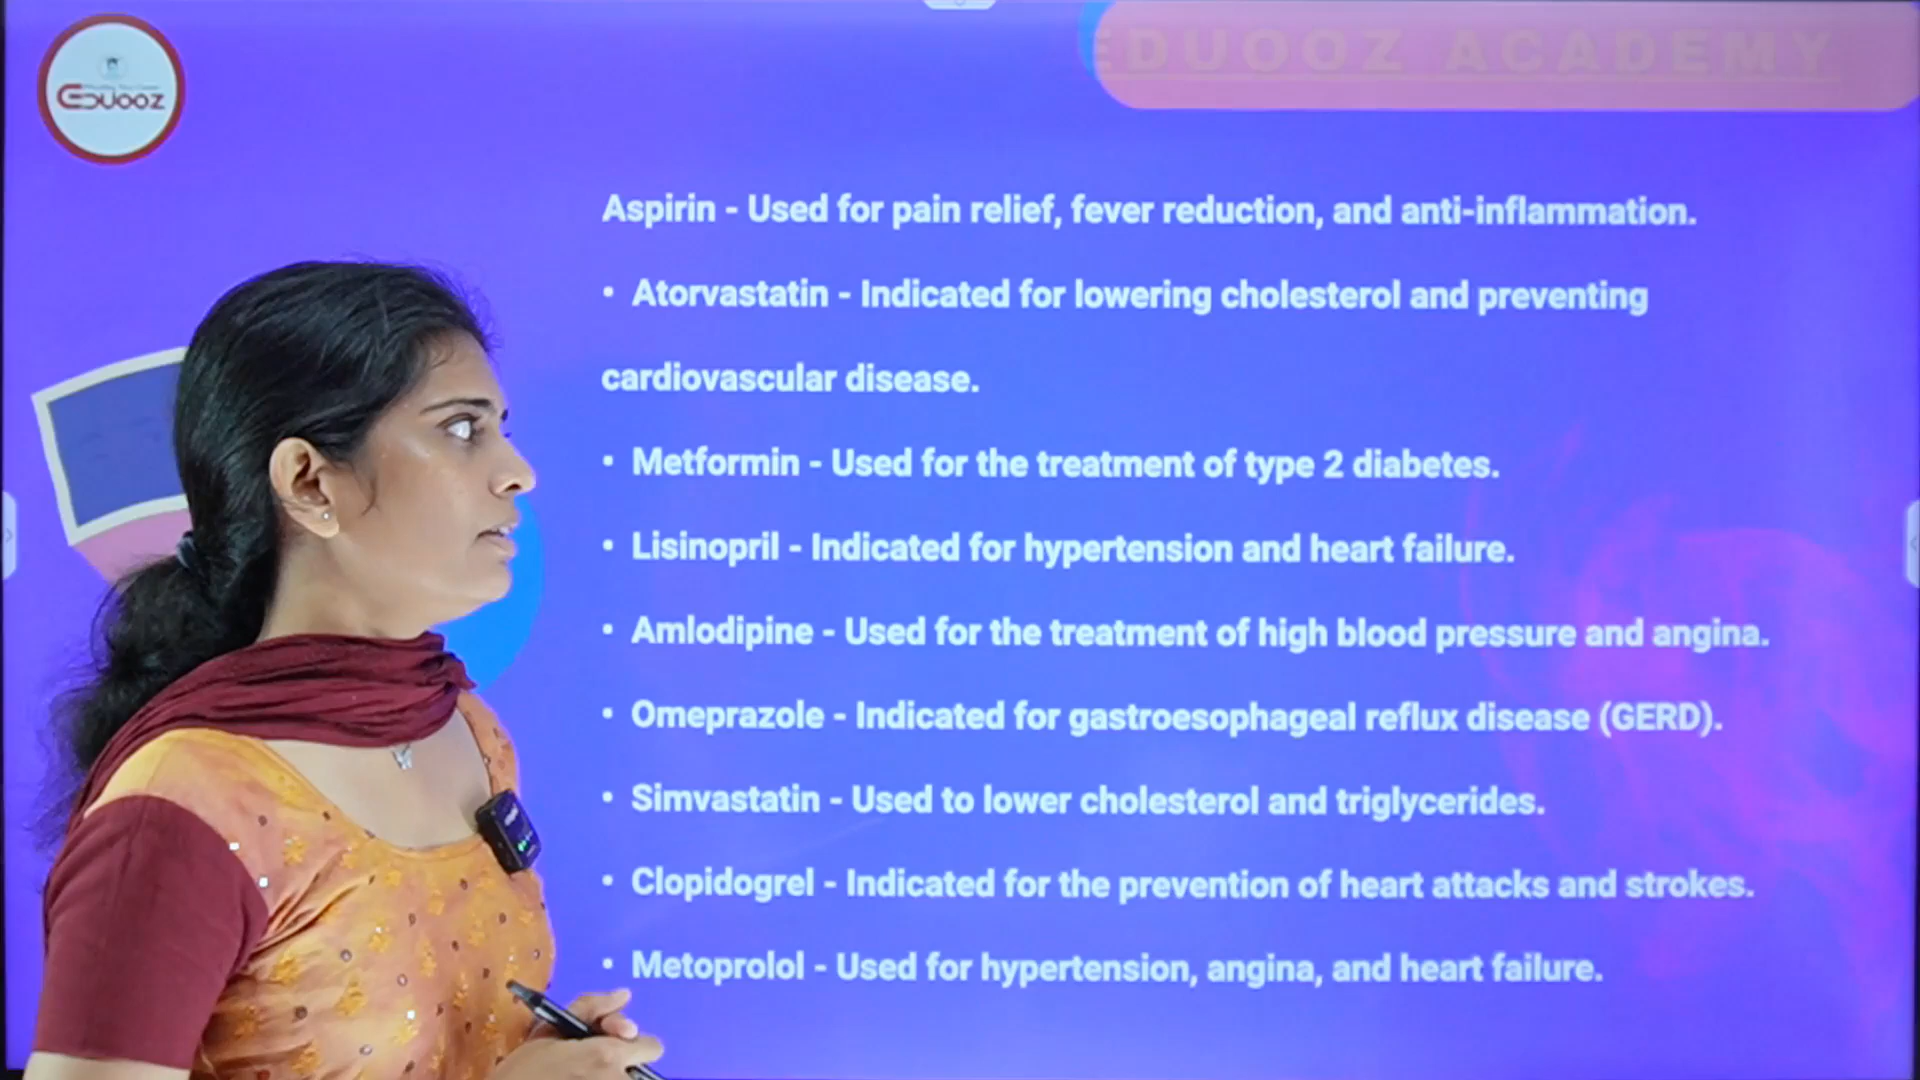 EDUOOZ
EDUOOZ ACADEMY
Aspirin - Used for pain relief, fever reduction, and anti-inflammation.
• Atorvastatin - Indicated for lowering cholesterol and preventing
cardiovascular disease.
• Metformin - Used for the treatment of type 2 diabetes.
• Lisinopril - Indicated for hypertension and heart failure.
• Amlodipine - Used for the treatment of high blood pressure and angina.
• Omeprazole - Indicated for gastroesophageal reflux disease (GERD).
• Simvastatin - Used to lower cholesterol and triglycerides.
• Clopidogrel - Indicated for the prevention of heart attacks and strokes.
• Metoprolol - Used for hypertension, angina, and heart failure.